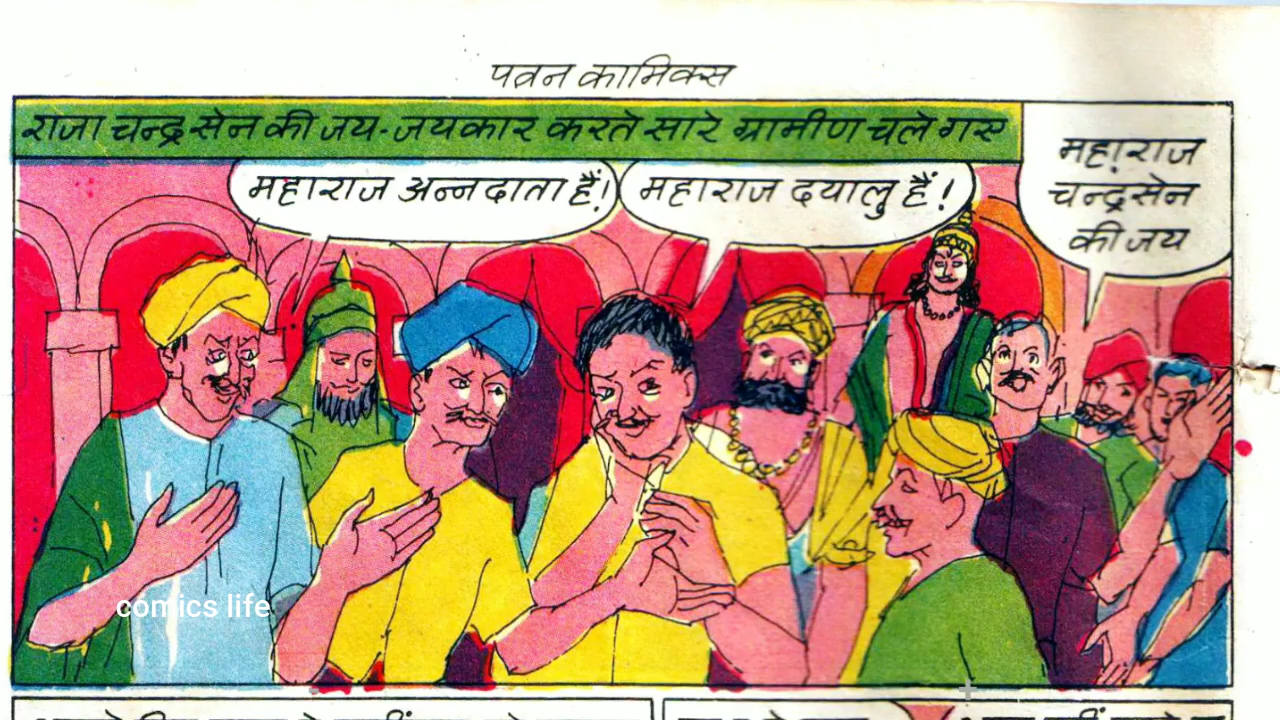 पवन कामिक्स
राजा चन्द्रसेन की जय-जयकार करते सारे ग्रामीण चले गए
महाराज अन्नदाता हैं!
महाराज दयालु हैं!
महाराज
चन्द्रसेन
की जय
comics life